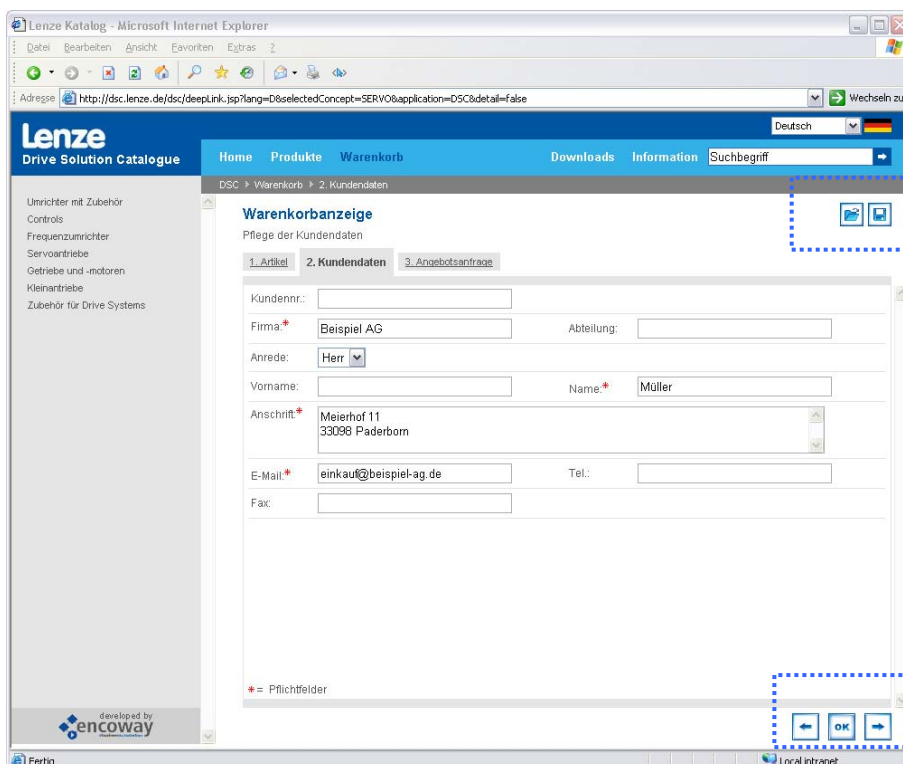 Lenze Katalog - Microsoft Internet Explorer
Datei Bearbeiten Ansicht Favoriten Extras ?
Adresse http://dsc.lenze.de/dsc/deepLink.jsp?lang=D&selectedConcept=SERVO&application=DSC&detail=false Wechseln zu
Lenze Deutsch
Drive Solution Catalogue Home Produkte Warenkorb Downloads Information Suchbegriff
DSC Warenkorb 2. Kundendaten
Umrichter mit Zubehör
Controls
Frequenzumrichter
Servoantriebe
Getriebe und -motoren
Kleinantriebe
Zubehör für Drive Systems
Warenkorbanzeige
Pflege der Kundendaten
1. Artikel 2. Kundendaten 3. Angebotsanfrage
Kundennr.:
Firma:* Beispiel AG Abteilung:
Anrede: Herr
Vorname: Name:* Müller
Anschrift:* Meierhof 11
33098 Paderborn
E-Mail:* einkauf@beispiel-ag.de Tel.:
Fax:
*= Pflichtfelder
developed by
encoway
OK
Fertig Local intranet